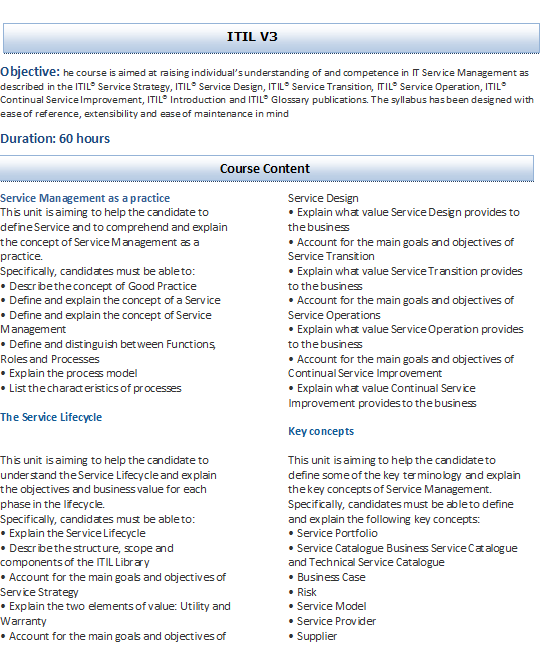 ITIL V3
Objective: he course is aimed at raising individual's understanding of and competence in IT Service Management as
described in the ITIL® Service Strategy, ITIL® Service Design, ITIL® Service Transition, ITIL® Service Operation, ITIL®
Continual Service Improvement, ITIL® Introduction and ITIL® Glossary publications. The syllabus has been designed with
ease of reference, extensibility and ease of maintenance in mind
Duration: 60 hours
Course Content
Service Management as a practice
This unit is aiming to help the candidate to
define Service and to comprehend and explain
the concept of Service Management as a
practice.
Specifically, candidates must be able to:
• Describe the concept of Good Practice
• Define and explain the concept of a Service
• Define and explain the concept of Service
Management
• Define and distinguish between Functions,
Roles and Processes
• Explain the process model
• List the characteristics of processes
The Service Lifecycle
This unit is aiming to help the candidate to
understand the Service Lifecycle and explain
the objectives and business value for each
phase in the lifecycle.
Specifically, candidates must be able to:
• Explain the Service Lifecycle
• Describe the structure, scope and
components of the ITIL Library
• Account for the main goals and objectives of
Service Strategy
• Explain the two elements of value: Utility and
Warranty
• Account for the main goals and objectives of
Service Design
• Explain what value Service Design provides to
the business
• Account for the main goals and objectives of
Service Transition
• Explain what value Service Transition provides
to the business
• Account for the main goals and objectives of
Service Operations
• Explain what value Service Operation provides
to the business
• Account for the main goals and objectives of
Continual Service Improvement
• Explain what value Continual Service
Improvement provides to the business
Key concepts
This unit is aiming to help the candidate to
define some of the key terminology and explain
the key concepts of Service Management.
Specifically, candidates must be able to define
and explain the following key concepts:
• Service Portfolio
• Service Catalogue Business Service Catalogue
and Technical Service Catalogue
• Business Case
• Risk
• Service Model
• Service Provider
• Supplier